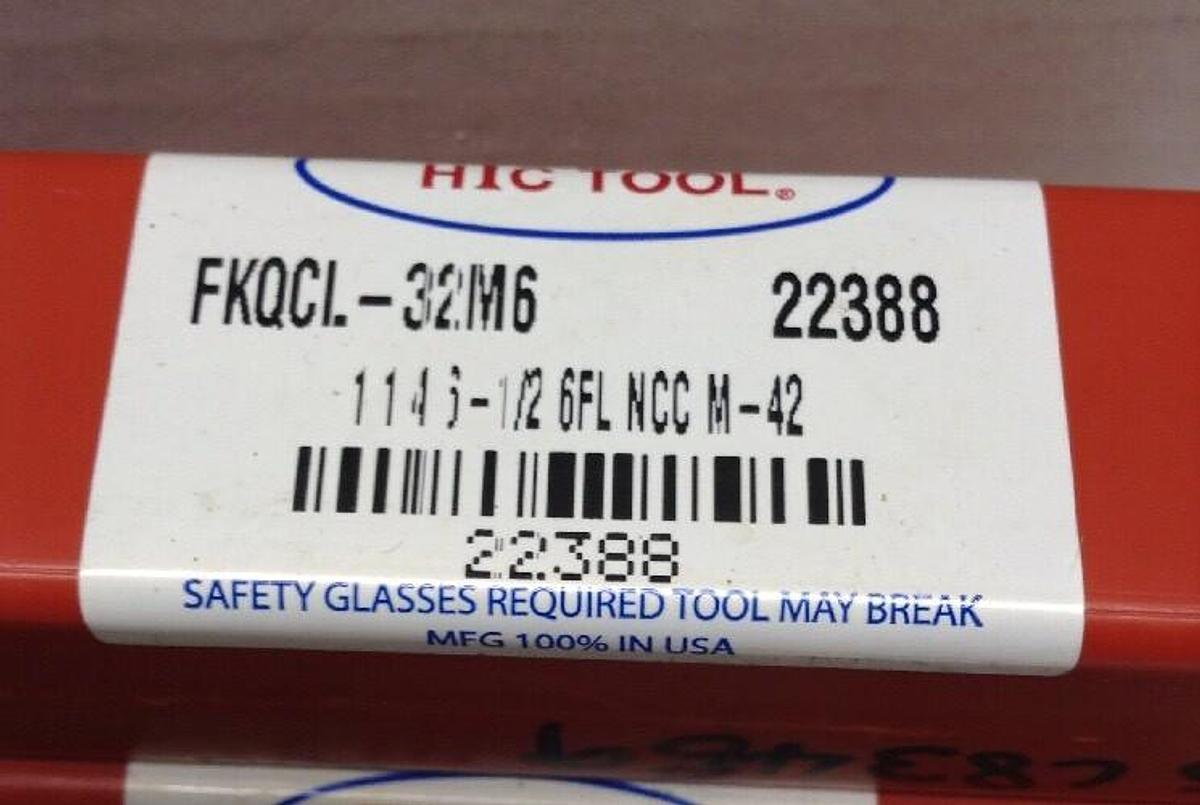 TOOL®
FKQCL-32M6 22388
1 1 4 6-1/2 6FL NCC M-42
22388
SAFETY GLASSES REQUIRED TOOL MAY BREAK
MFG 100% IN USA